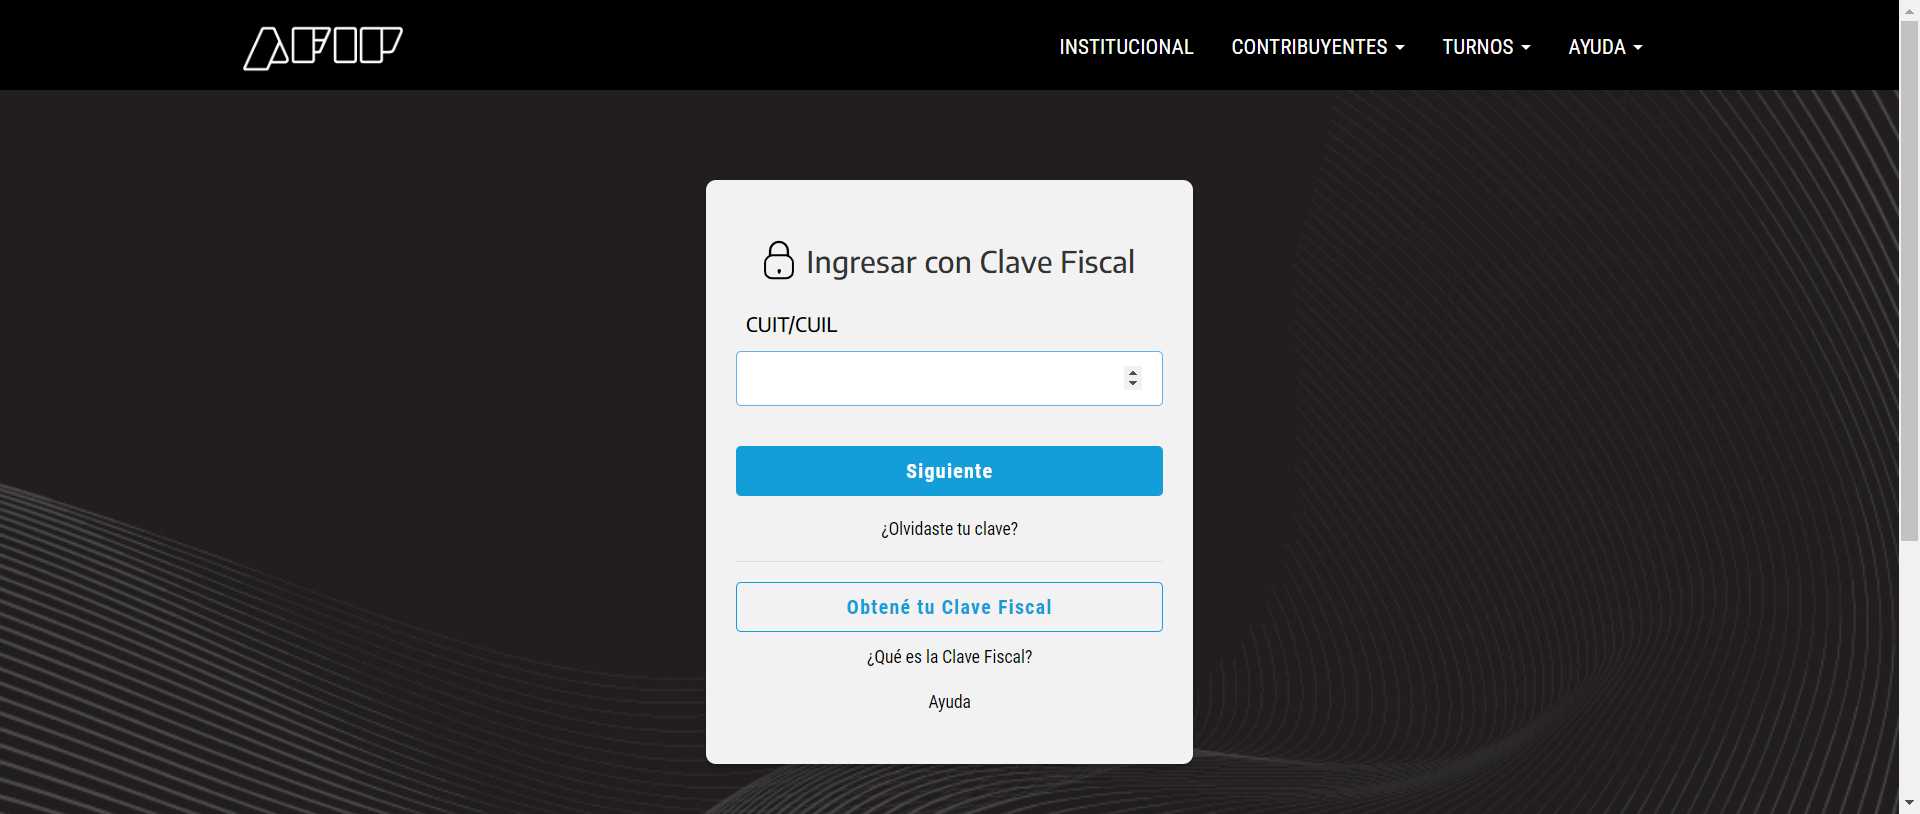 AFIP
INSTITUCIONAL CONTRIBUYENTES TURNOS AYUDA
Ingresar con Clave Fiscal
CUIT/CUIL
Siguiente
¿Olvidaste tu clave?
Obtené tu Clave Fiscal
¿Qué es la Clave Fiscal?
Ayuda